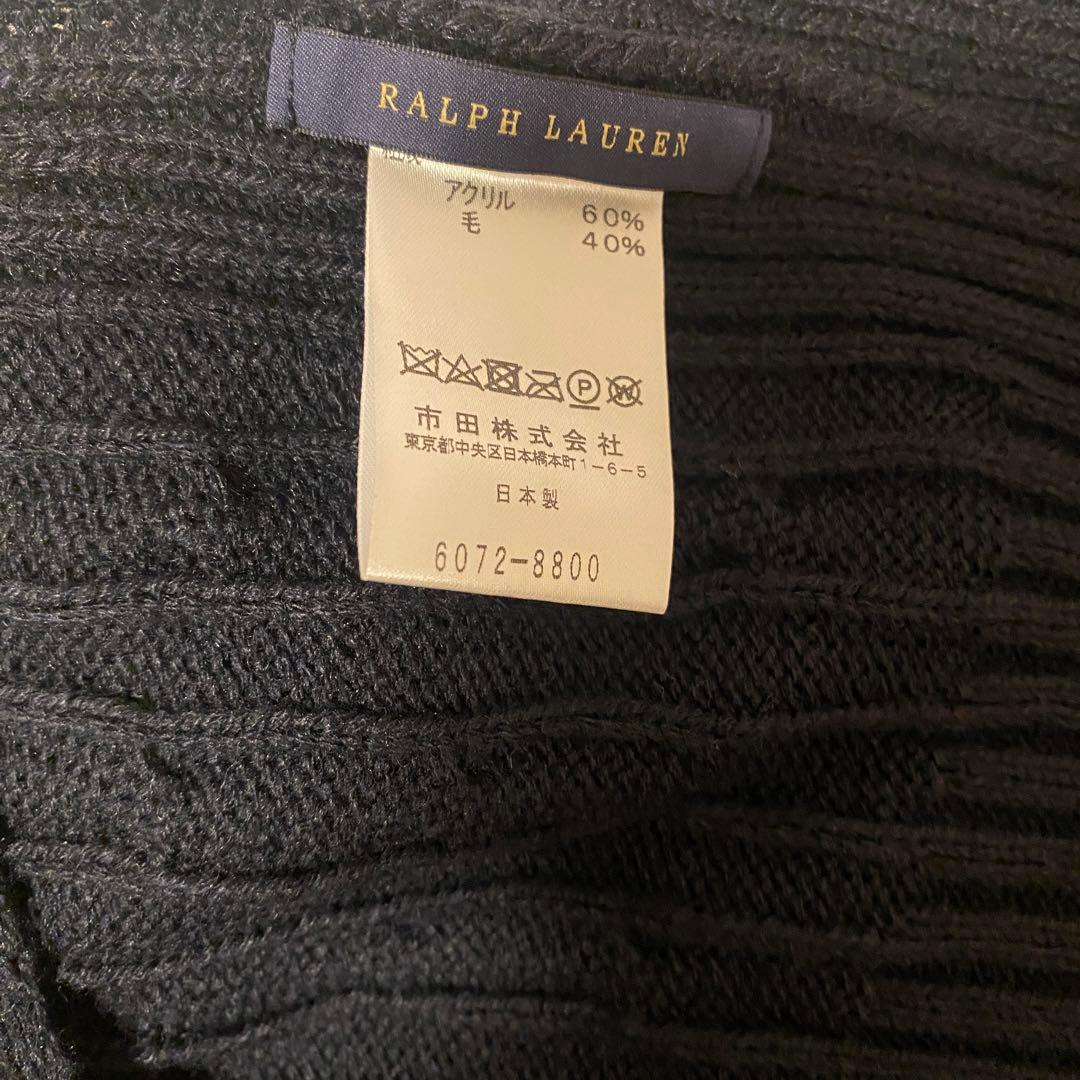 RALPH LAUREN
アクリル 60%
毛 40%
P W
市田株式会社
東京都中央区日本橋本町1-6-5
日本製
6072-8800